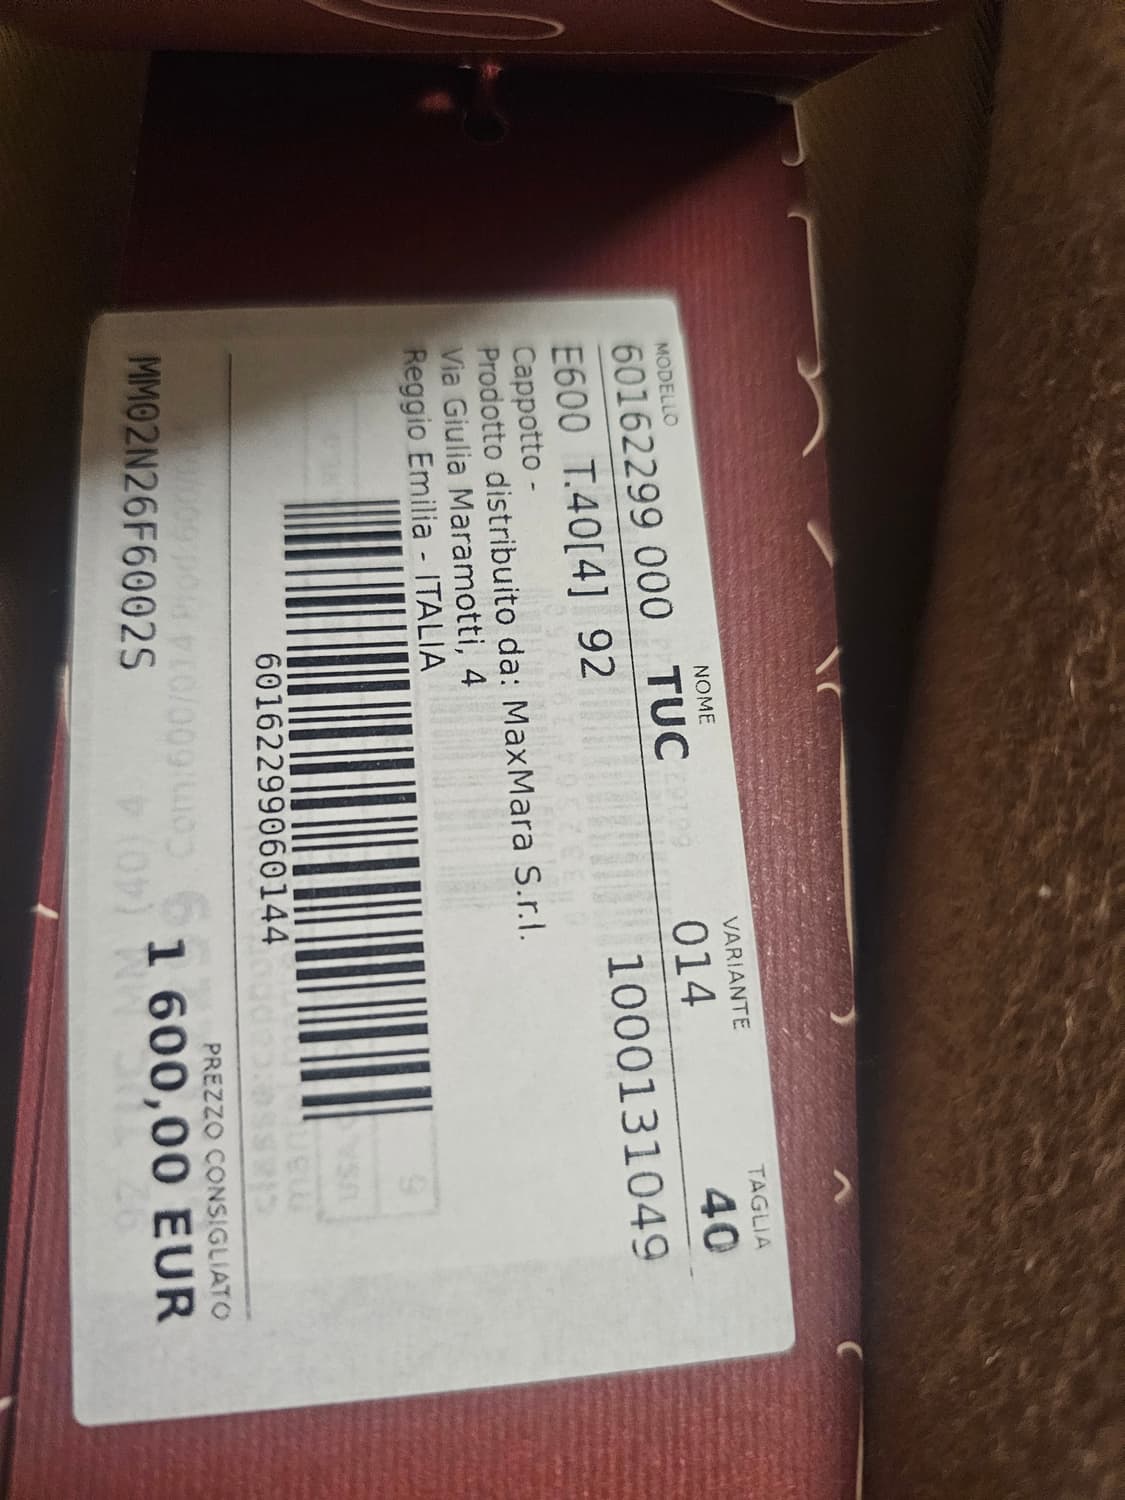 MODELLO NOME VARIANTE TAGLIA
60162299 000 TUC 014 40
E600 T.40[4] 92 1000131049
Cappotto -
Prodotto distribuito da: MaxMara S.r.l.
Via Giulia Maramotti, 4
Reggio Emilia - ITALIA
6016229906014​4
PREZZO CONSIGLIATO
MM02N26F6002S 1 600,00 EUR